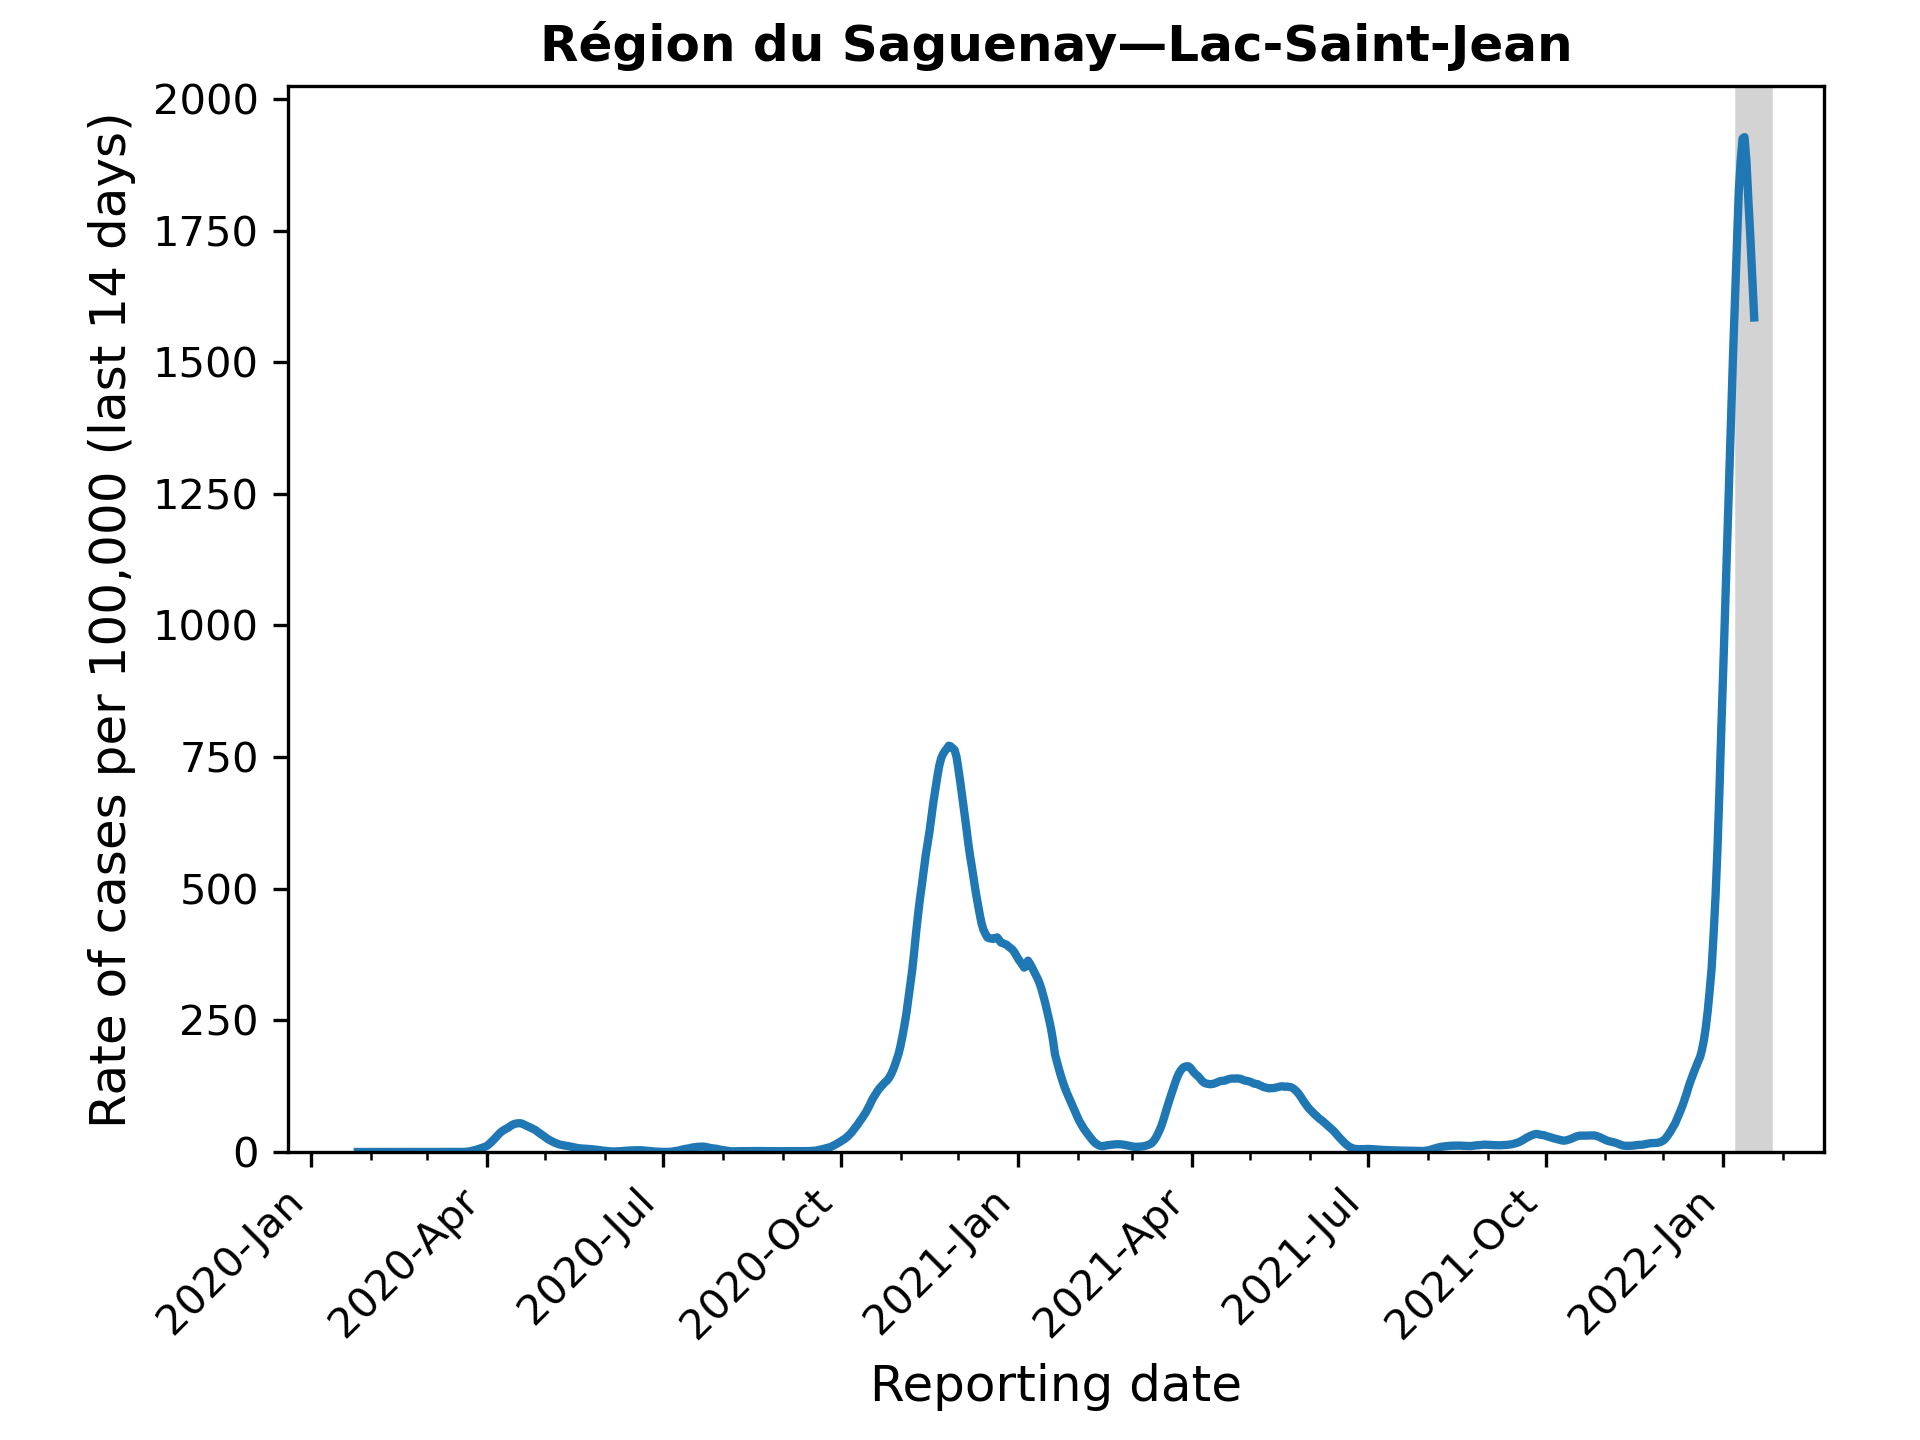 Région du Saguenay—Lac-Saint-Jean
Rate of cases per 100,000 (last 14 days)
2000
1750
1500
1250
1000
750
500
250
0
2020-Jan
2020-Apr
2020-Jul
2020-Oct
2021-Jan
2021-Apr
2021-Jul
2021-Oct
2022-Jan
Reporting date